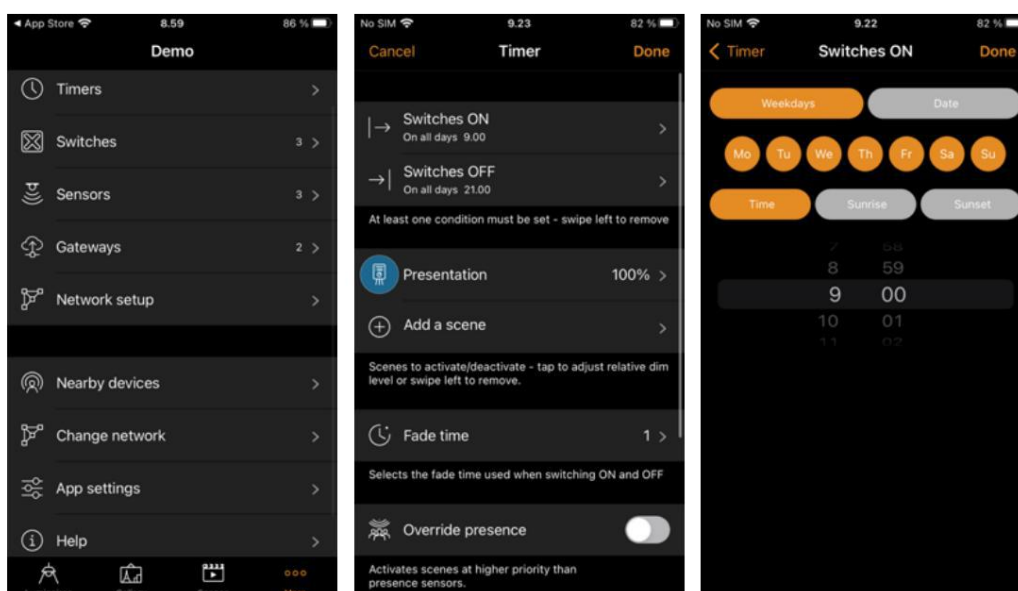 App Store
8.59
86 %
Demo
Timers
Switches
3
Sensors
3
Gateways
2
Network setup
Nearby devices
Change network
App settings
Help
No SIM
9.23
82 %
Cancel
Timer
Done
Switches ON
On all days 9.00
Switches OFF
On all days 21.00
At least one condition must be set - swipe left to remove
Presentation
100%
Add a scene
Scenes to activate/deactivate - tap to adjust relative dim
level or swipe left to remove.
Fade time
1
Selects the fade time used when switching ON and OFF
Override presence
Activates scenes at higher priority than
presence sensors.
No SIM
9.22
82 %
Timer
Switches ON
Done
Weekdays
Date
Mo Tu We Th Fr Sa Su
Time
Sunrise
Sunset
7 58
8 59
9 00
10 01
11 02